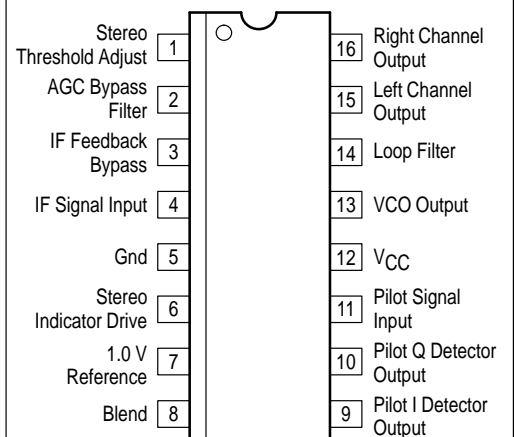 Stereo
Threshold Adjust
1
AGC Bypass
Filter
2
IF Feedback
Bypass
3
IF Signal Input
4
Gnd
5
Stereo
Indicator Drive
6
1.0 V
Reference
7
Blend
8
16
Right Channel
Output
15
Left Channel
Output
14
Loop Filter
13
VCO Output
12
VCC
11
Pilot Signal
Input
10
Pilot Q Detector
Output
9
Pilot I Detector
Output